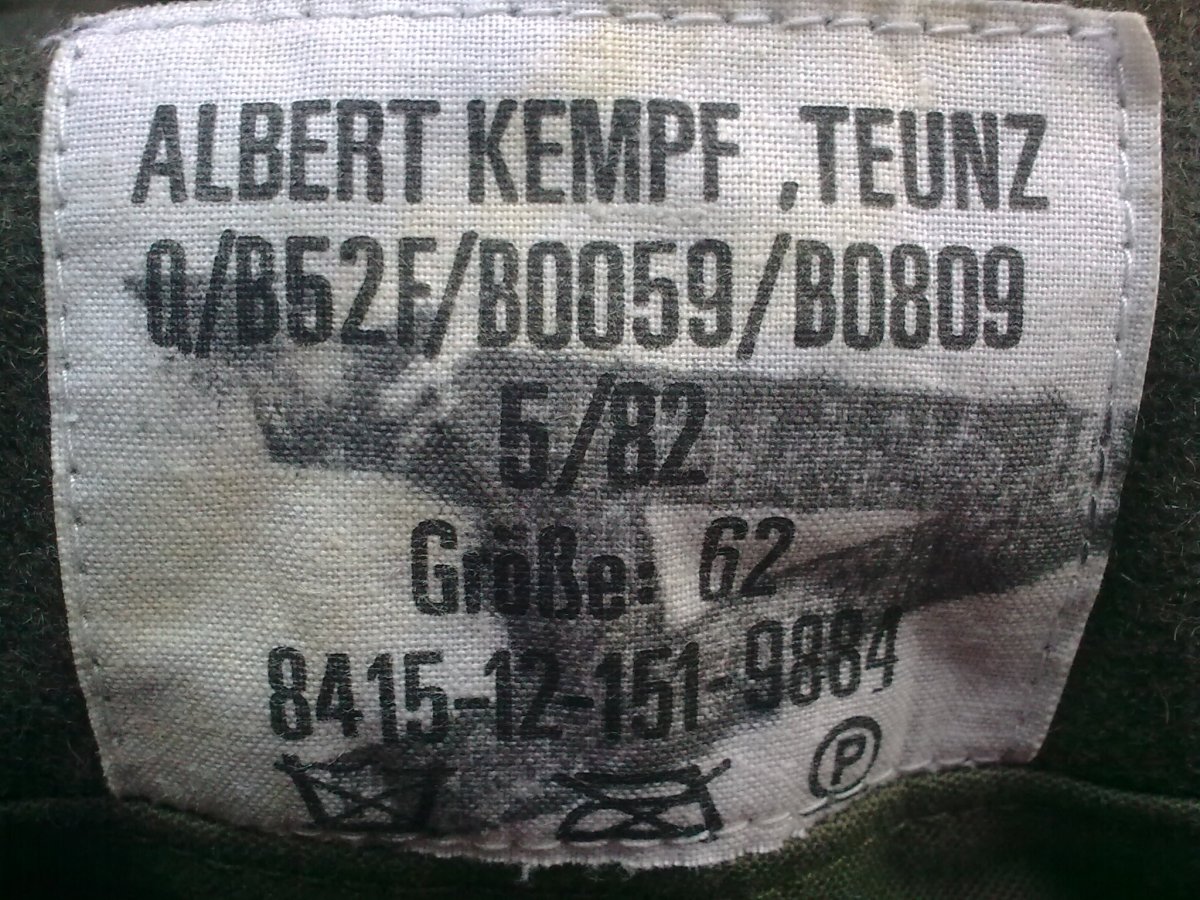 ALBERT KEMPF ,TEUNZ
Q/B52F/B0059/B0809
5/82
Größe: 62
8415-12-151-9884
P